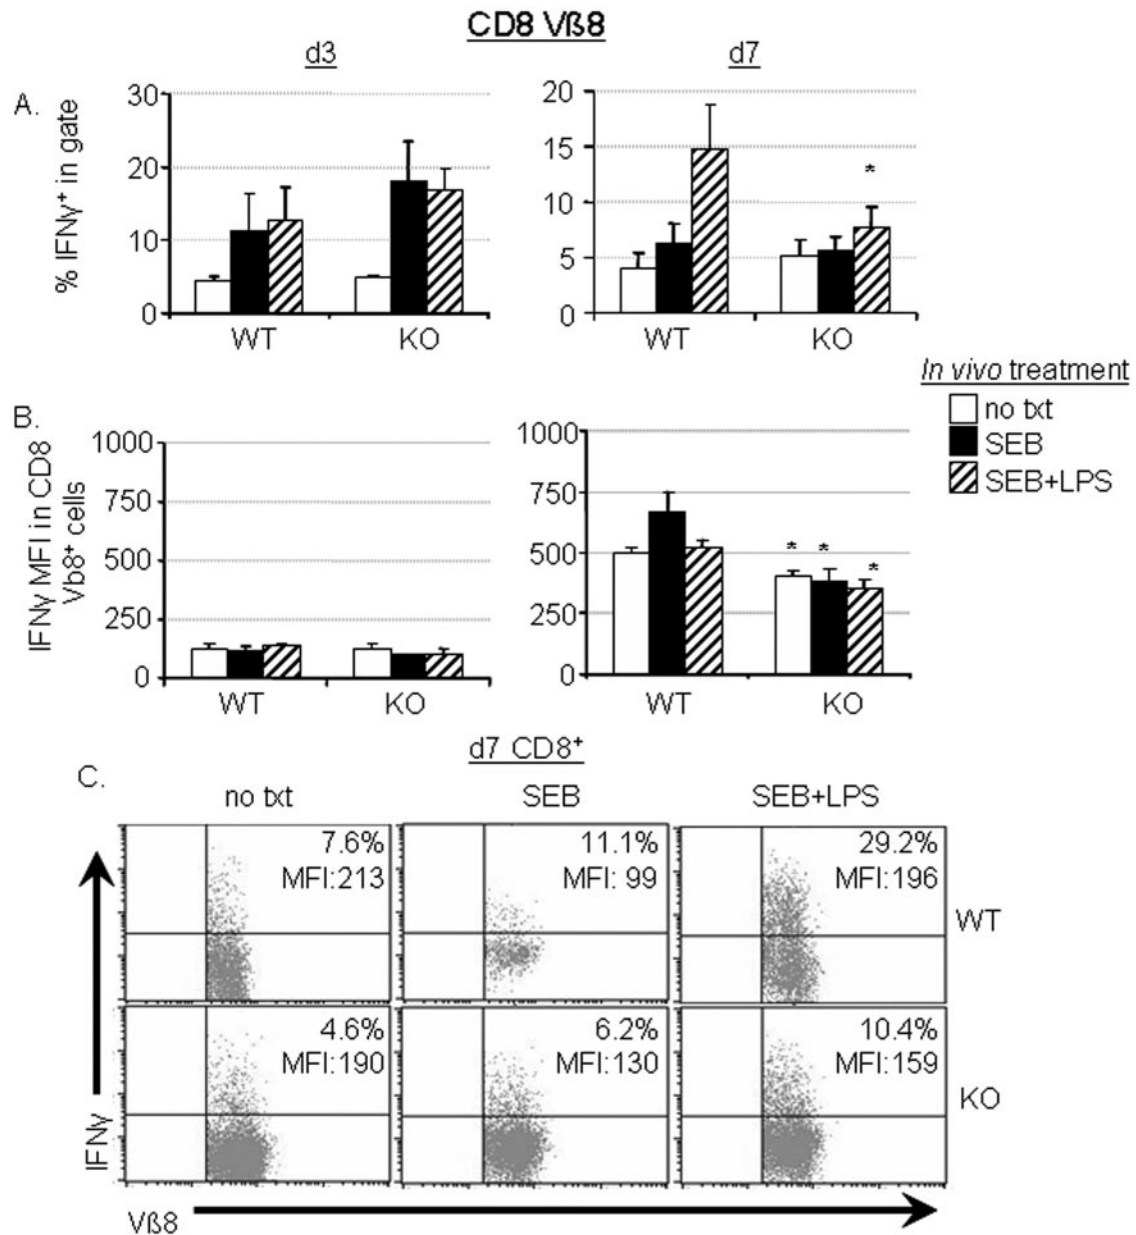 CD8 Vß8
d3
d7
A.
% IFNγ⁺ in gate
30
20
10
0
WT
KO
20
15
10
5
0
*
WT
KO
In vivo treatment
no txt
SEB
SEB+LPS
B.
IFNγ MFI in CD8
Vb8⁺ cells
1000
750
500
250
0
WT
KO
1000
750
500
250
0
* * *
WT
KO
d7 CD8⁺
C.
no txt
SEB
SEB+LPS
7.6%
MFI:213
11.1%
MFI: 99
29.2%
MFI:196
WT
4.6%
MFI:190
6.2%
MFI:130
10.4%
MFI:159
KO
IFNγ
Vß8